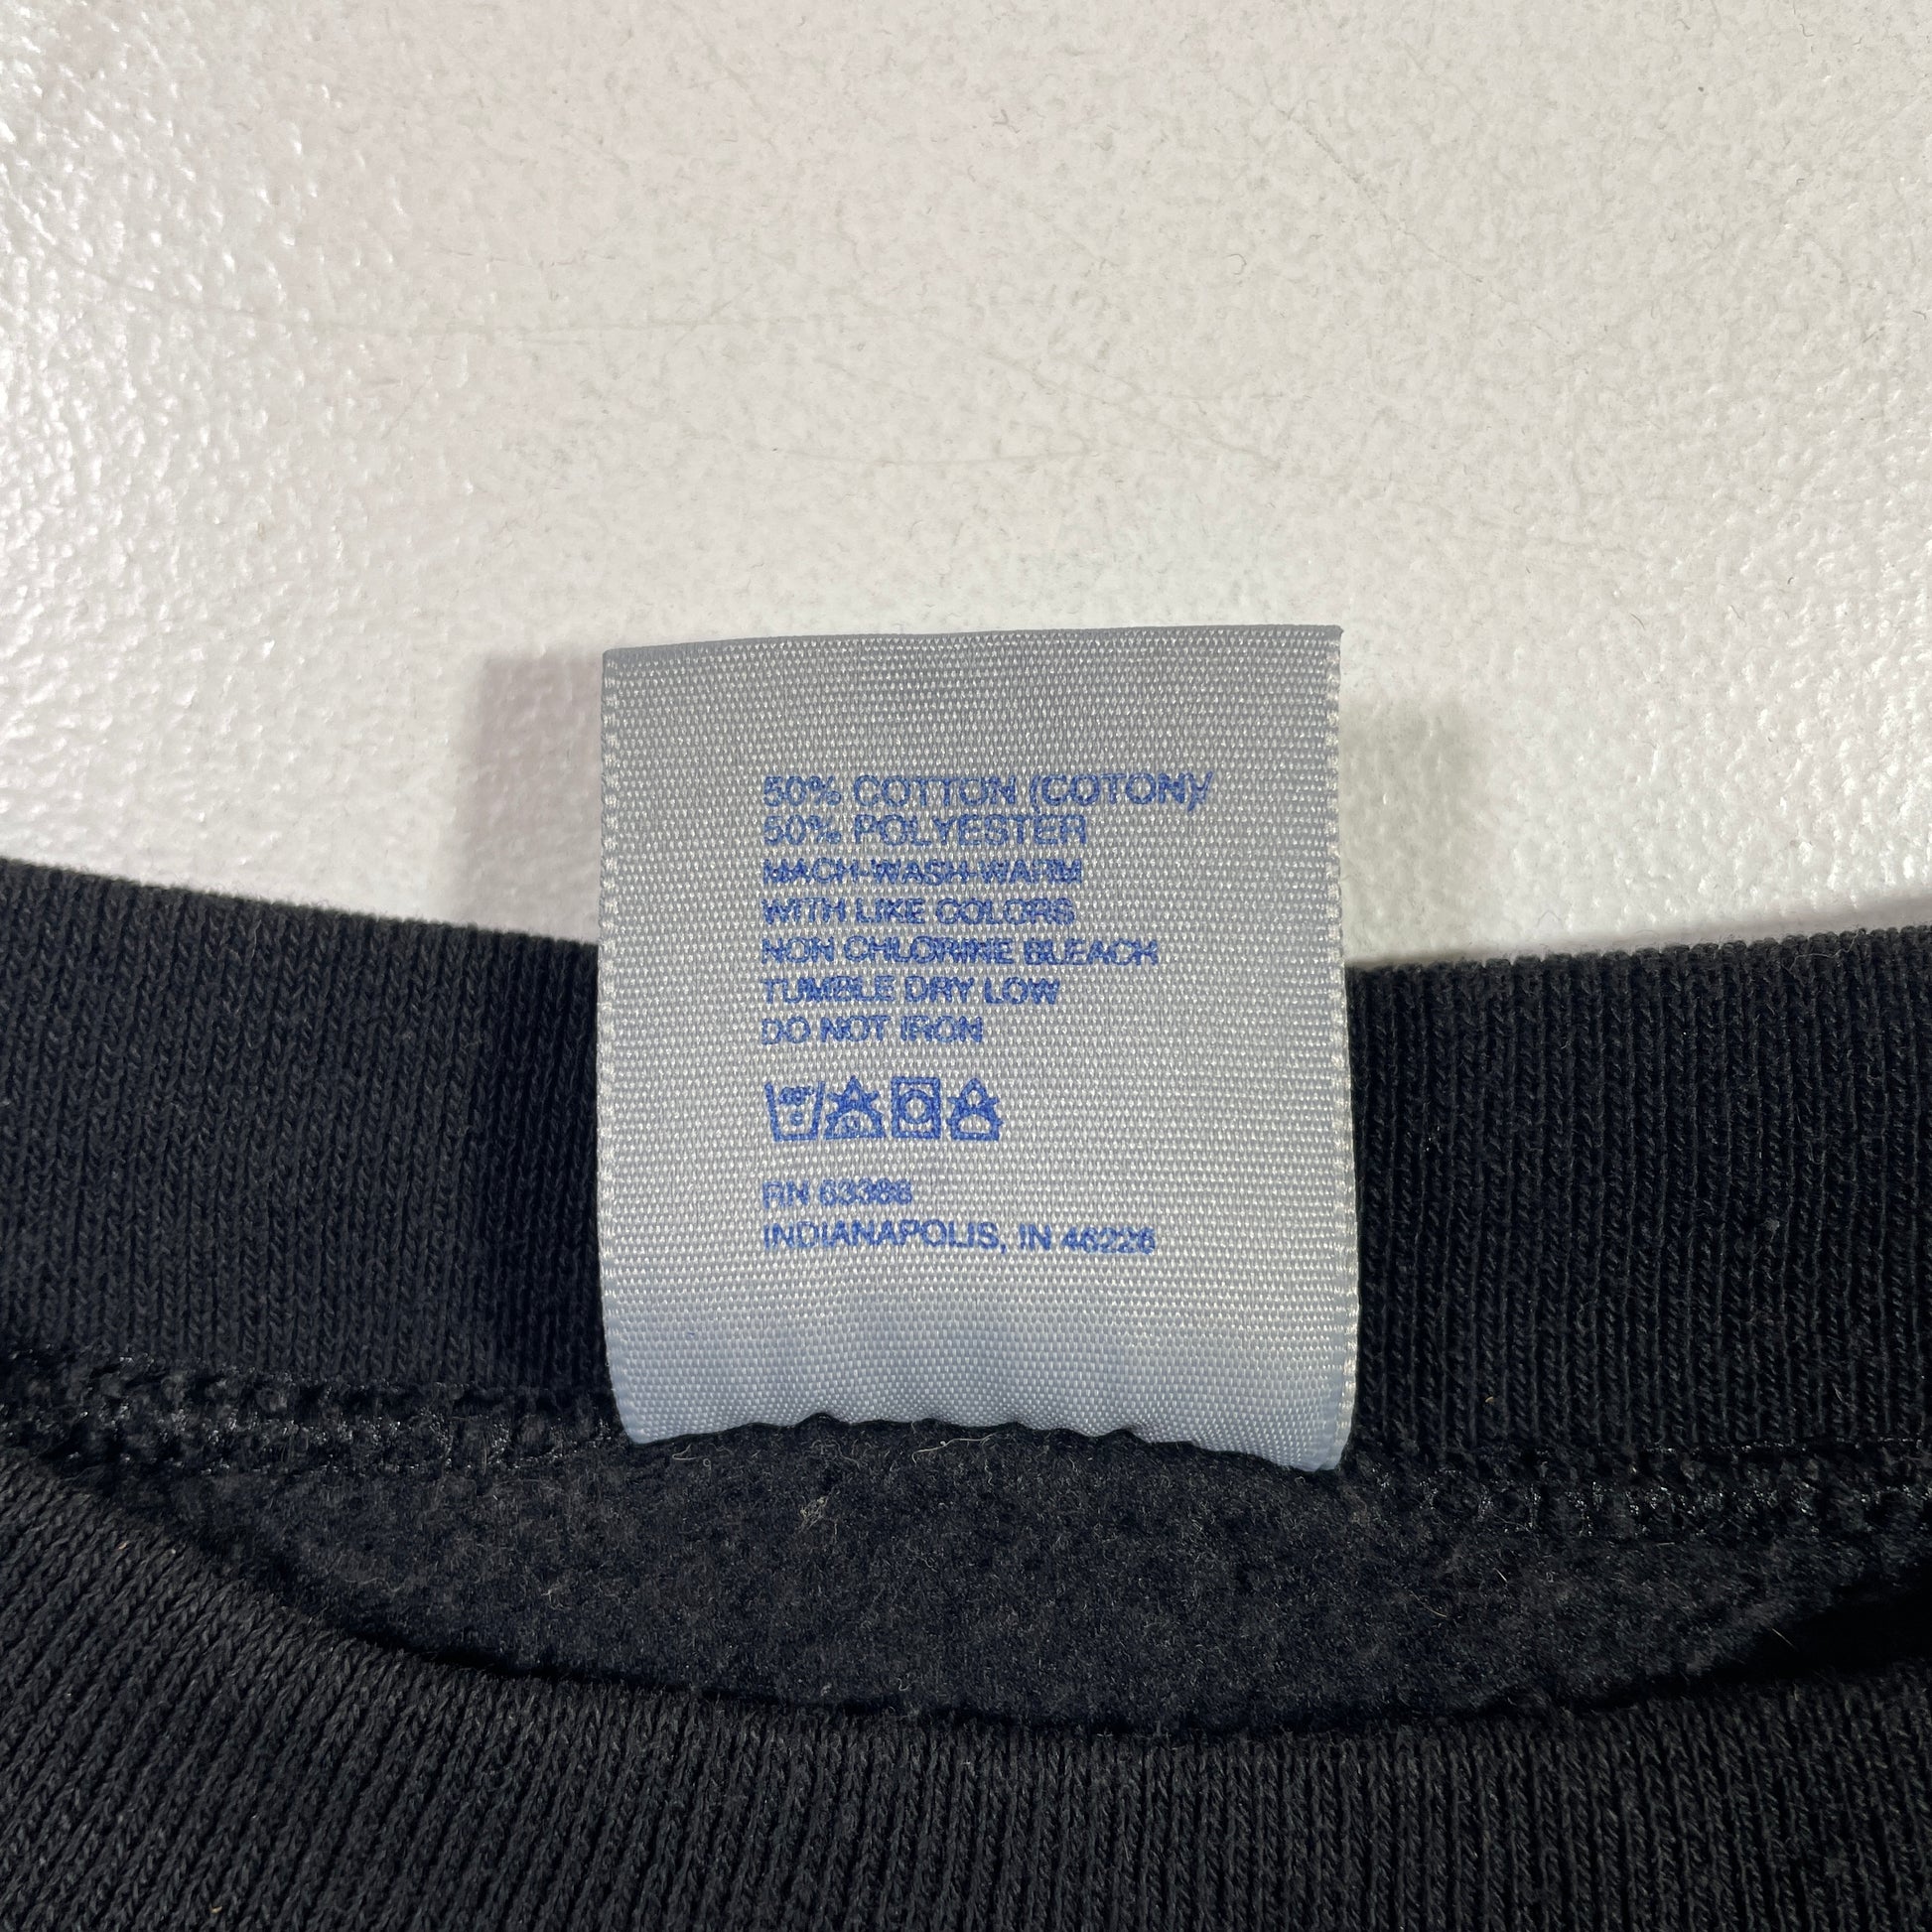 50% COTTON (COTON)/
50% POLYESTER
MACH-WASH-WARM
WITH LIKE COLORS
NON CHLORINE BLEACH
TUMBLE DRY LOW
DO NOT IRON
RN 63386
INDIANAPOLIS, IN 46226